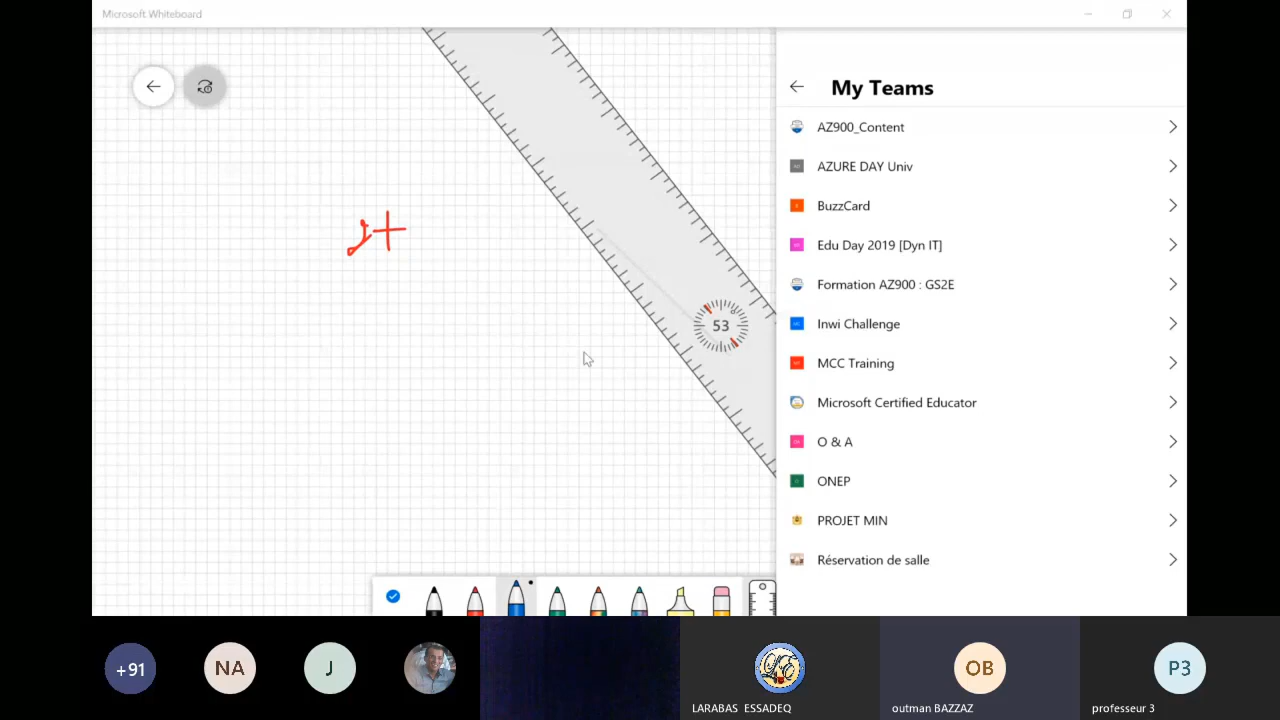 Microsoft Whiteboard
My Teams
AZ900_Content
AZURE DAY Univ
BuzzCard
Edu Day 2019 [Dyn IT]
Formation AZ900 : GS2E
Inwi Challenge
MCC Training
Microsoft Certified Educator
O & A
ONEP
PROJET MIN
Réservation de salle
53
+91
NA
J
OB
P3
LARABAS ESSADEQ
outman BAZZAZ
professeur 3